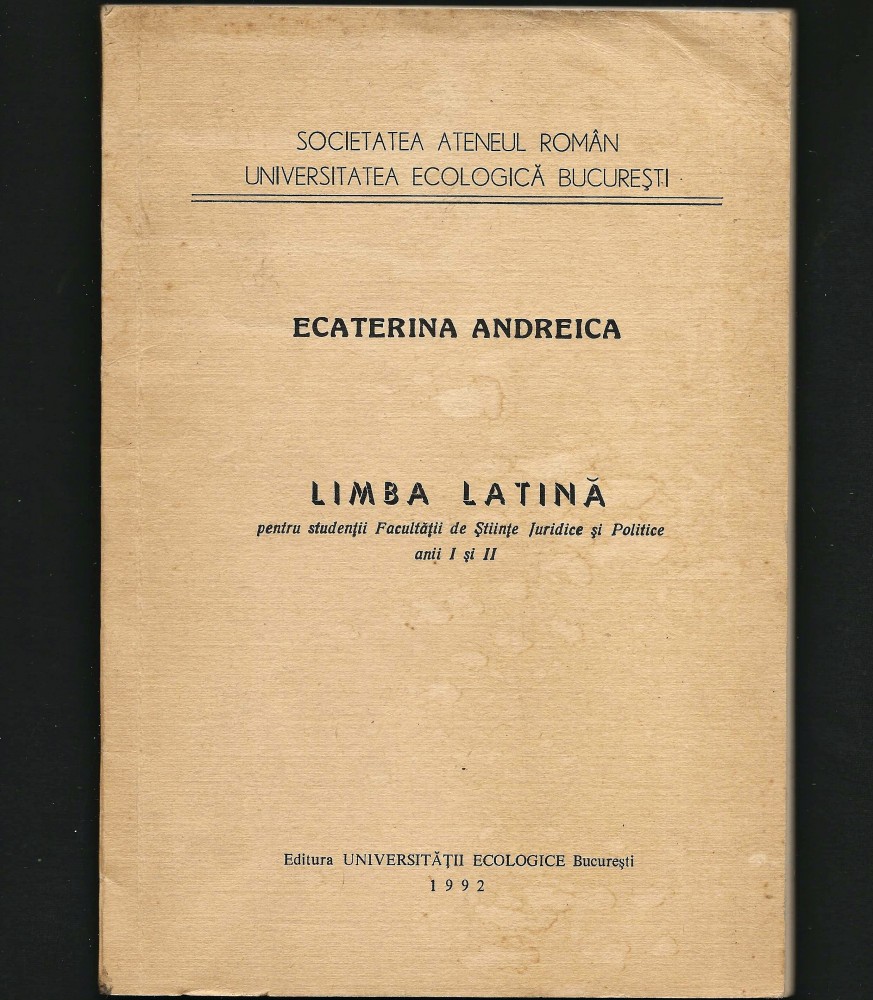 SOCIETATEA ATENEUL ROMÂN
UNIVERSITATEA ECOLOGICĂ BUCUREŞTI
ECATERINA ANDREICA
LIMBA LATINĂ
pentru studenţii Facultăţii de Ştiinţe Juridice şi Politice
anii I şi II
Editura UNIVERSITĂŢII ECOLOGICE Bucureşti
1992